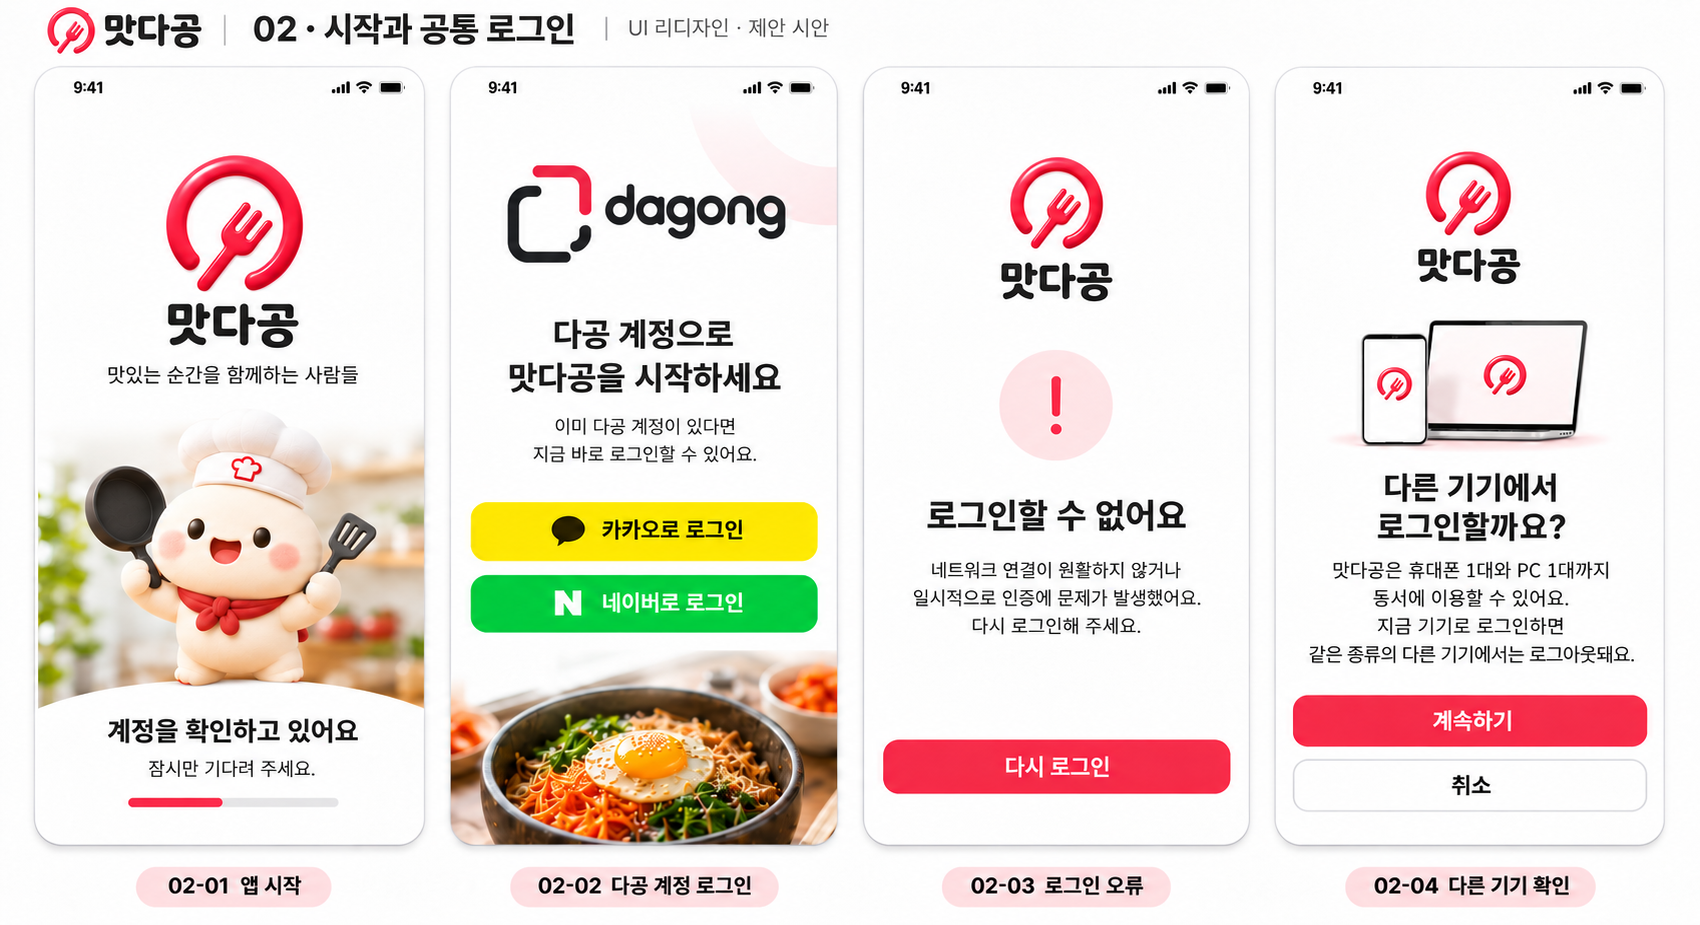 맛다공
02 · 시작과 공통 로그인
UI 리디자인 · 제안 시안
9:41
맛다공
맛있는 순간을 함께하는 사람들
계정을 확인하고 있어요
잠시만 기다려 주세요.
02-01 앱 시작
9:41
dagong
다공 계정으로
맛다공을 시작하세요
이미 다공 계정이 있다면
지금 바로 로그인할 수 있어요.
카카오로 로그인
N 네이버로 로그인
02-02 다공 계정 로그인
9:41
맛다공
!
로그인할 수 없어요
네트워크 연결이 원활하지 않거나
일시적으로 인증에 문제가 발생했어요.
다시 로그인해 주세요.
다시 로그인
02-03 로그인 오류
9:41
맛다공
다른 기기에서
로그인할까요?
맛다공은 휴대폰 1대와 PC 1대까지
동서에 이용할 수 있어요.
지금 기기로 로그인하면
같은 종류의 다른 기기에서는 로그아웃돼요.
계속하기
취소
02-04 다른 기기 확인